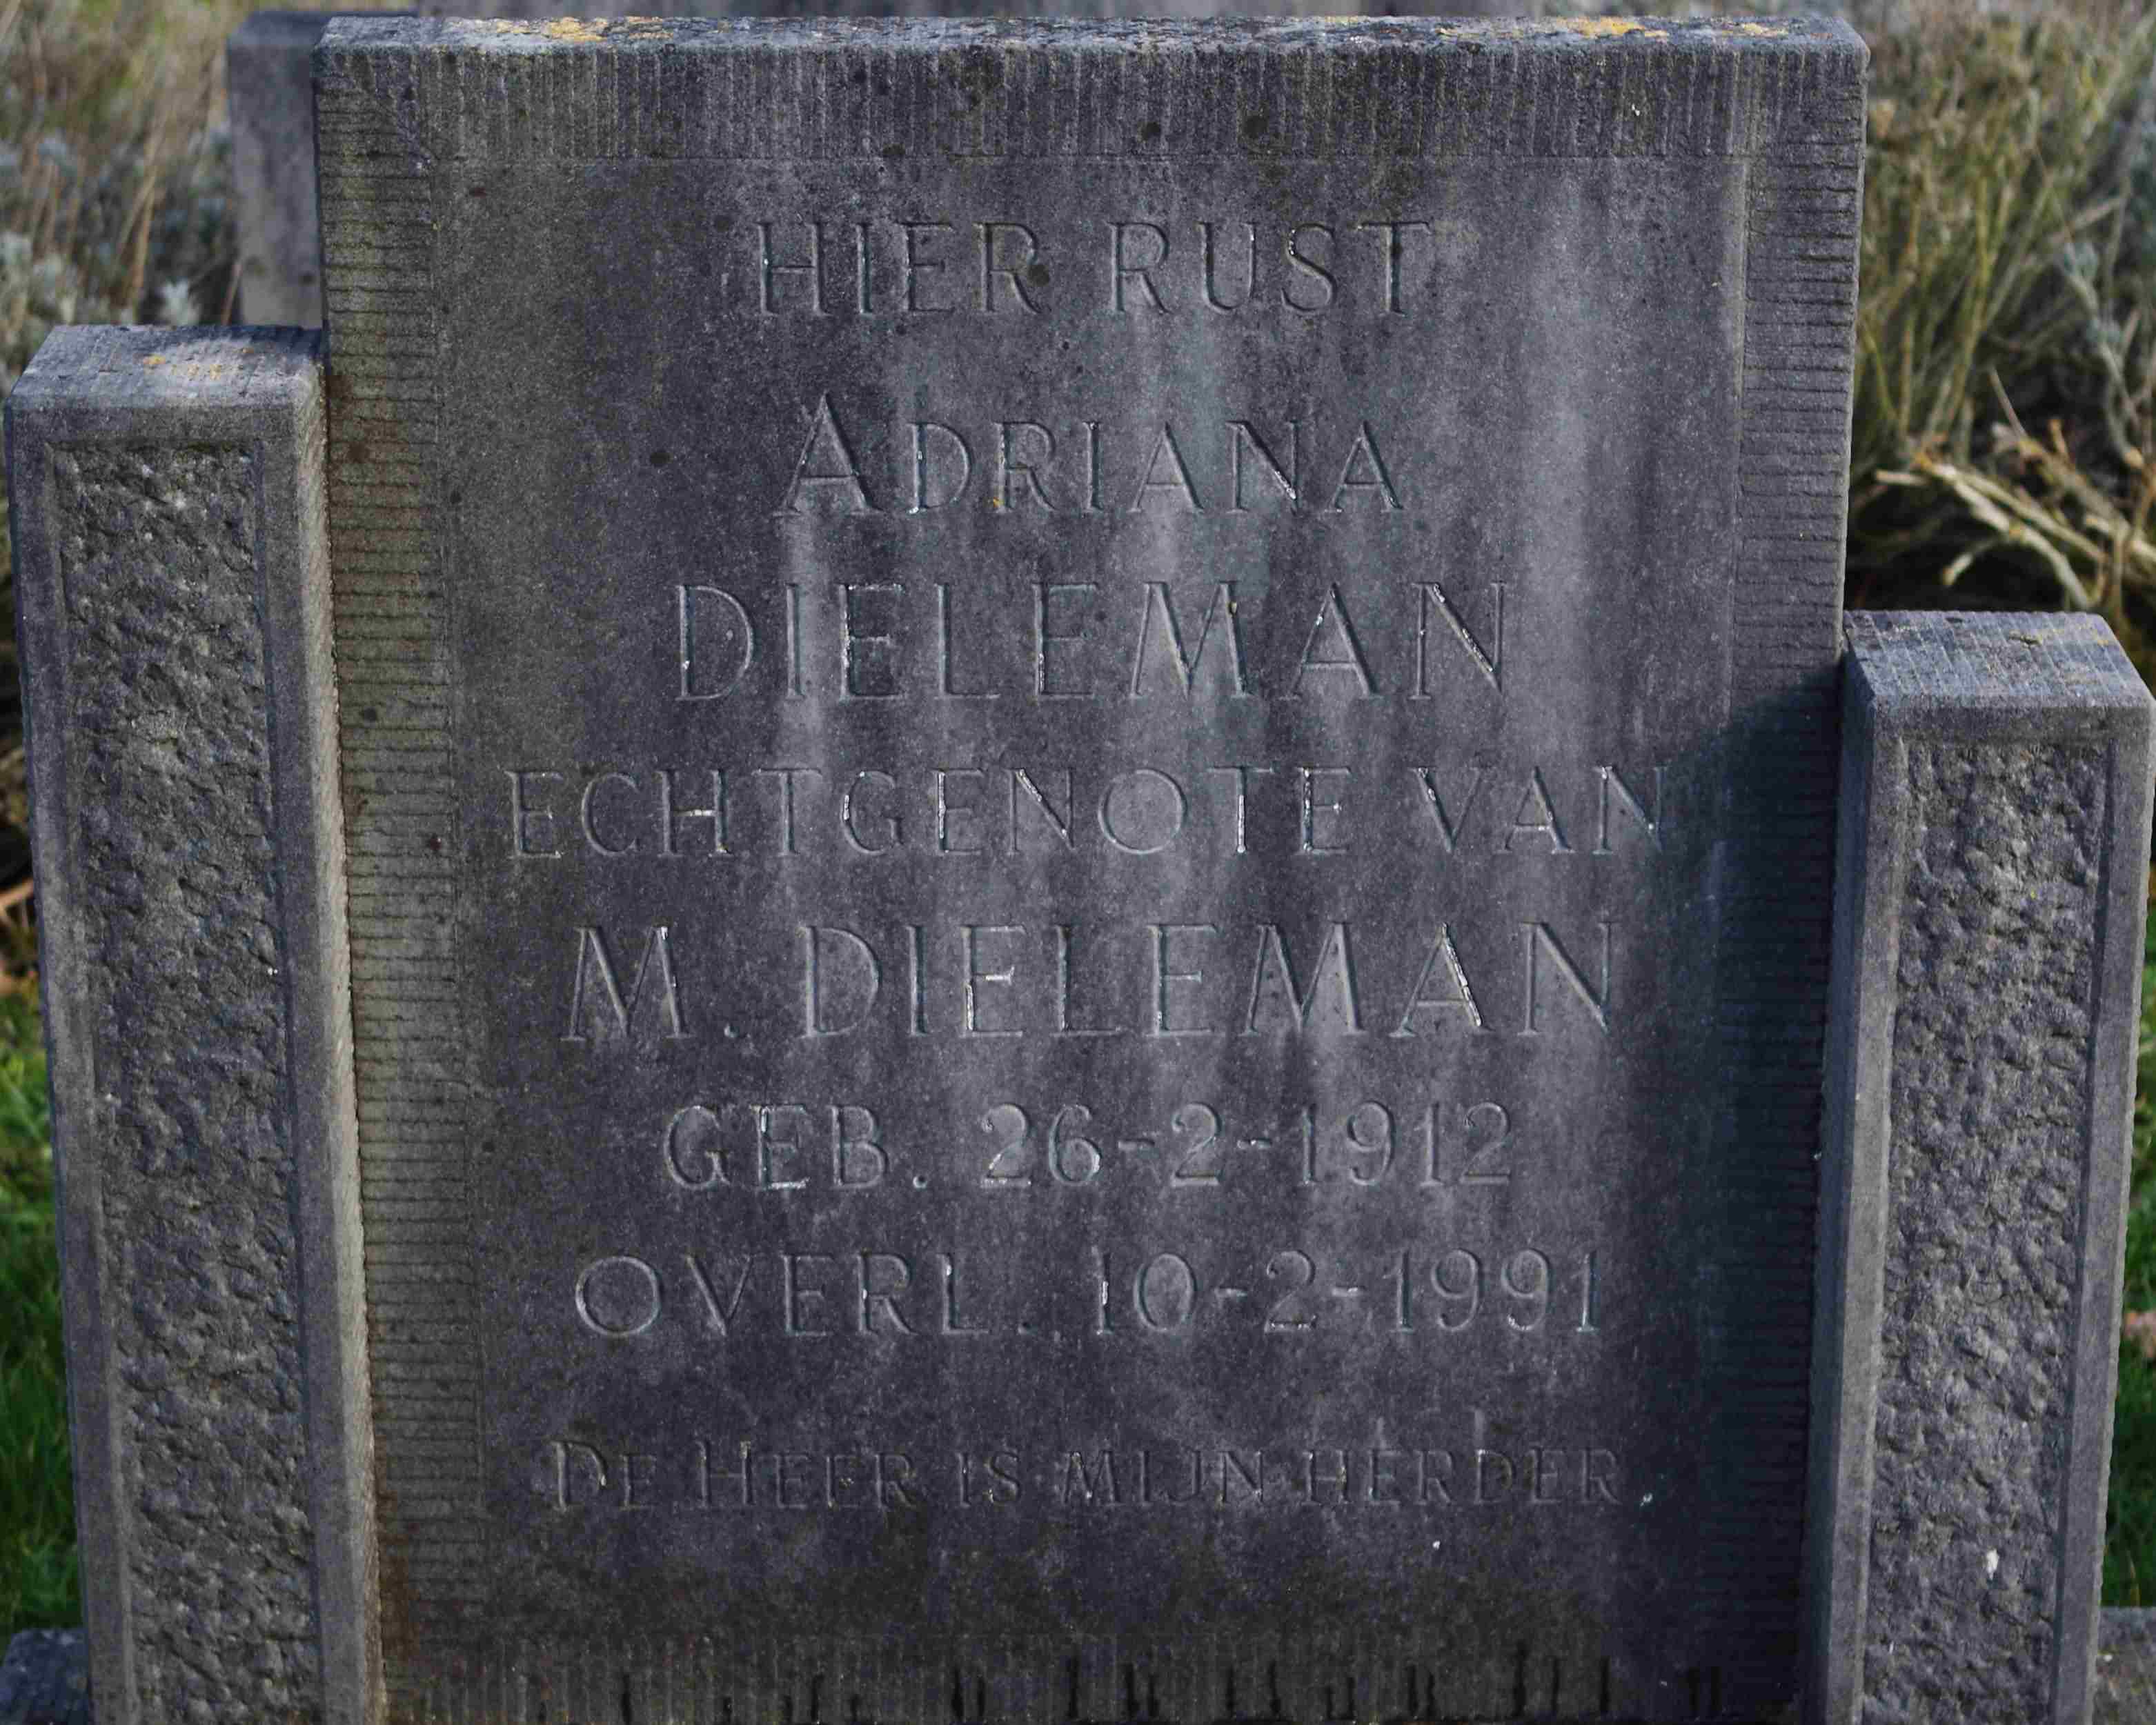 HIER RUST
ADRIANA
DIELEMAN
ECHTGENOTE VAN
M. DIELEMAN
GEB. 26-2-1912
OVERL. 10-2-1991
DE HEER IS MIJN HERDER